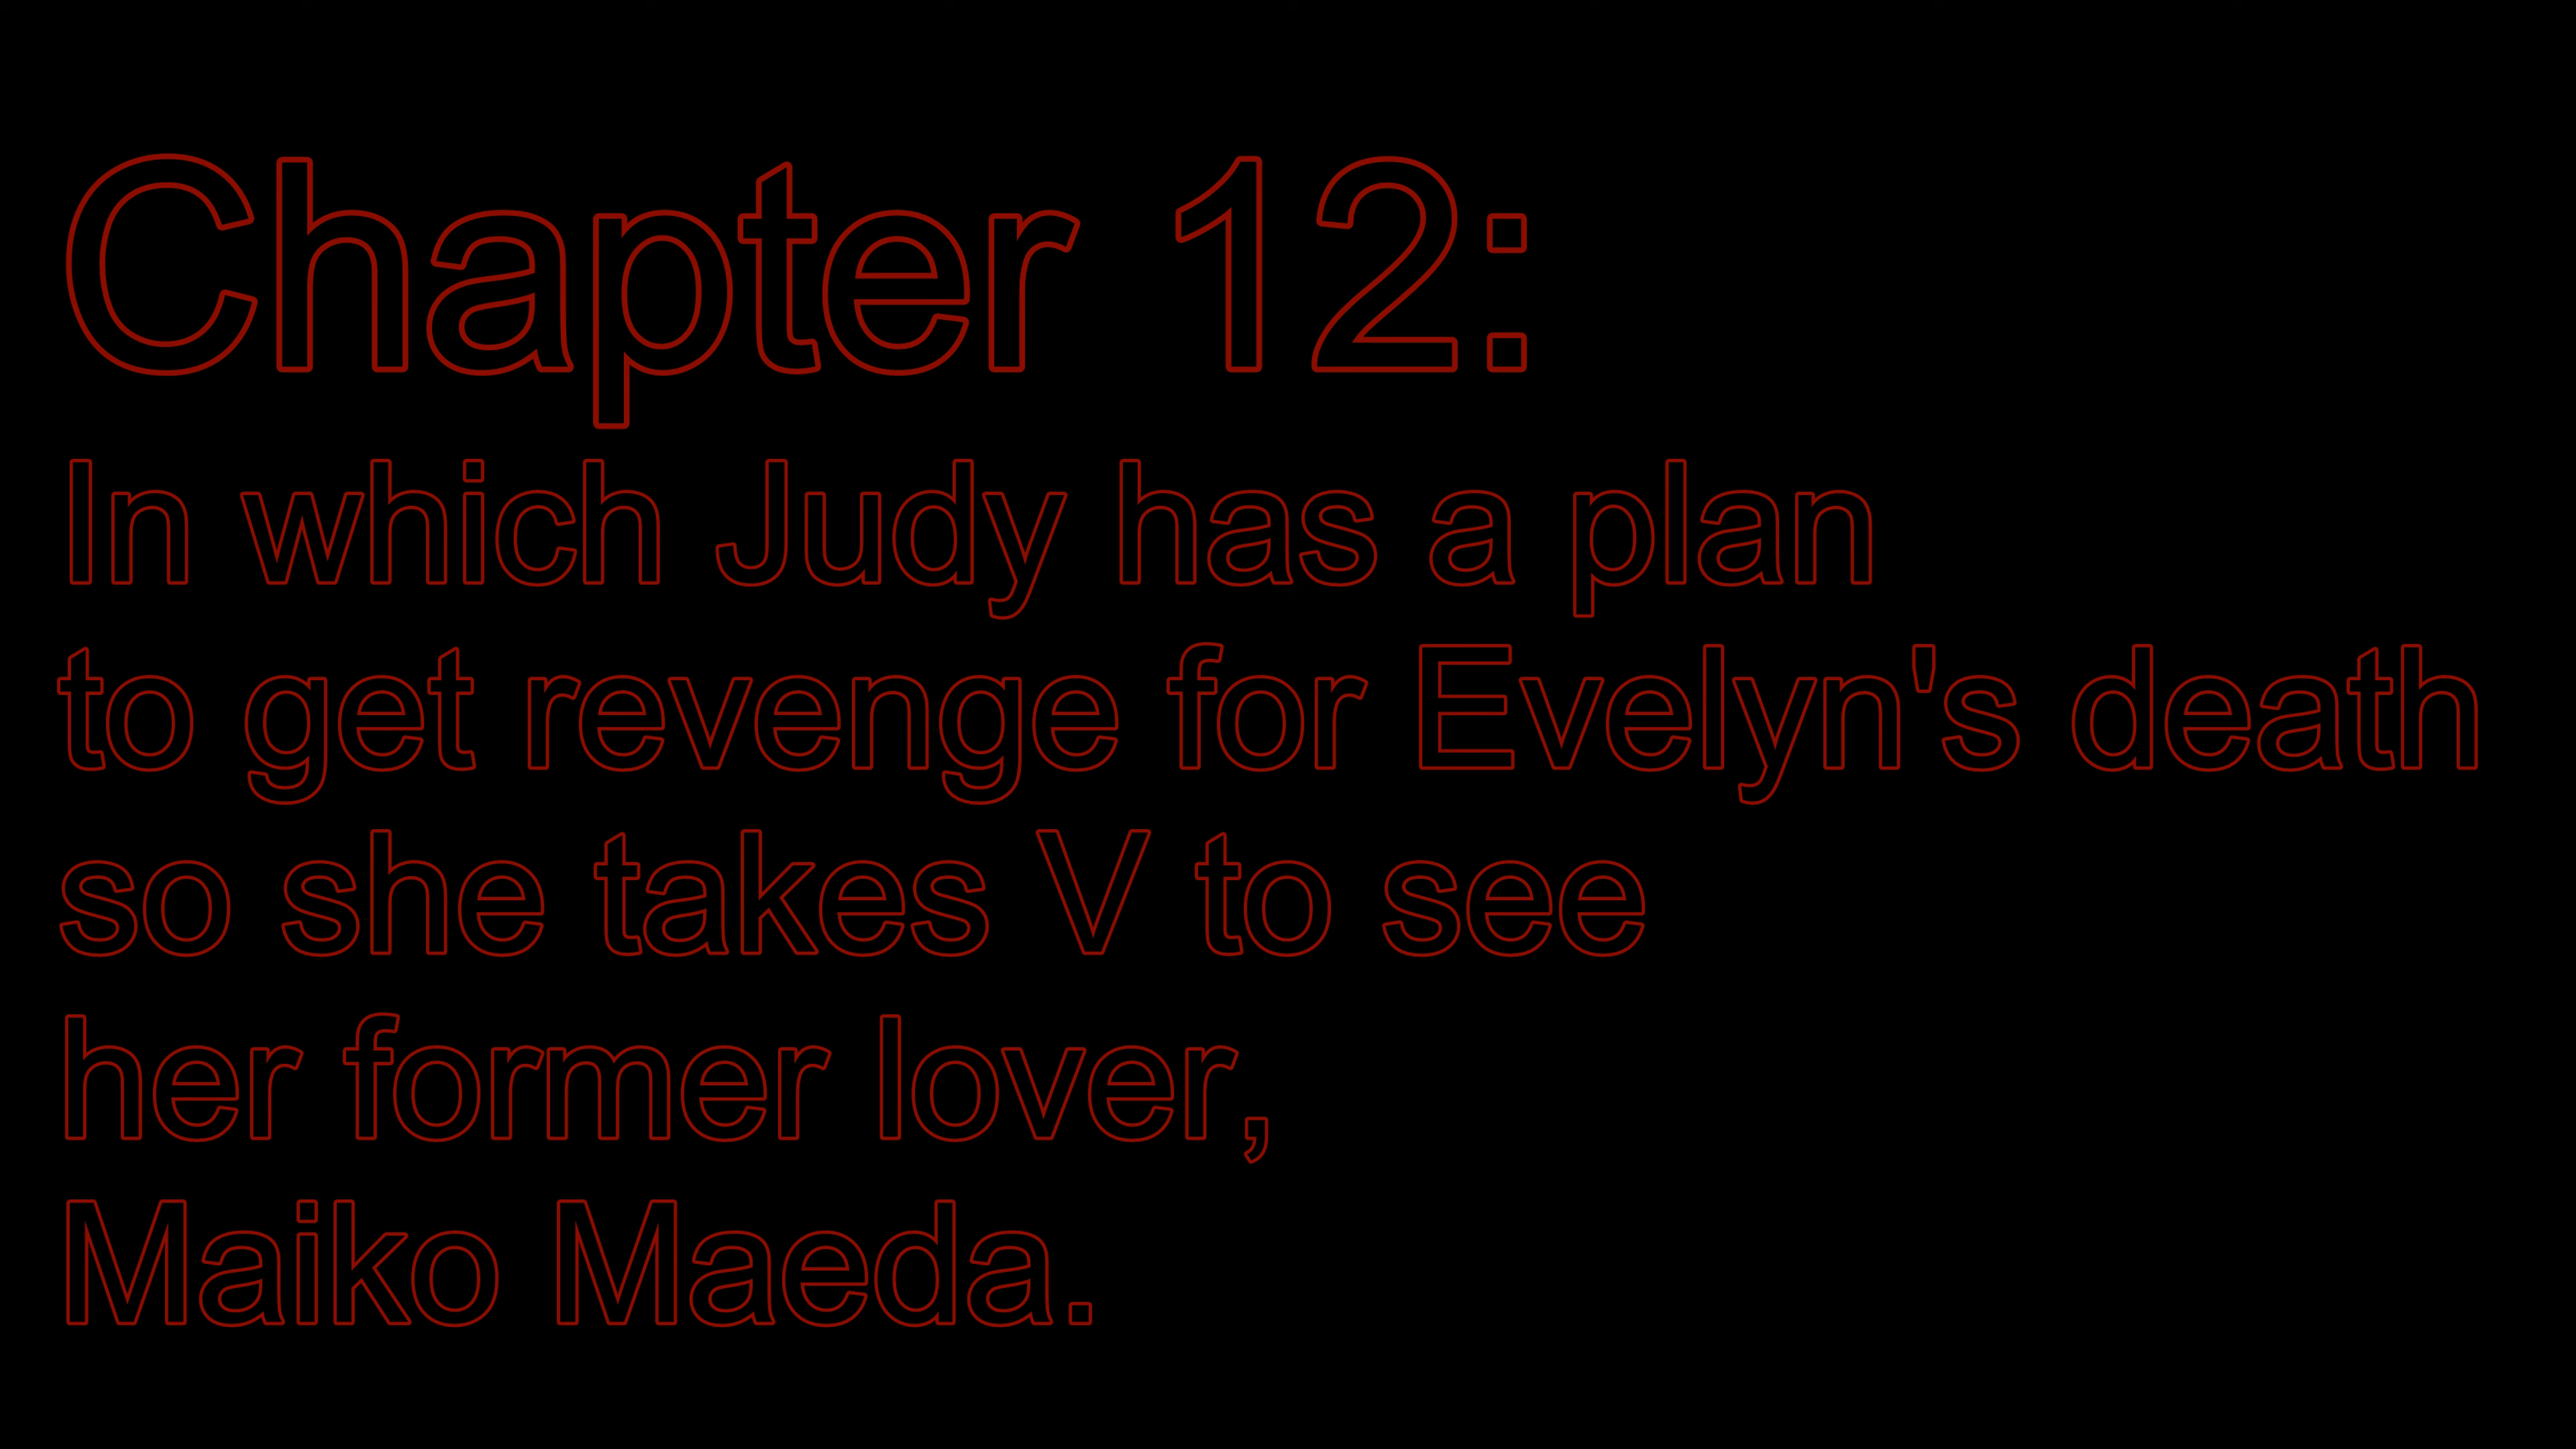 Chapter 12:
In which Judy has a plan
to get revenge for Evelyn's death
so she takes V to see
her former lover,
Maiko Maeda.